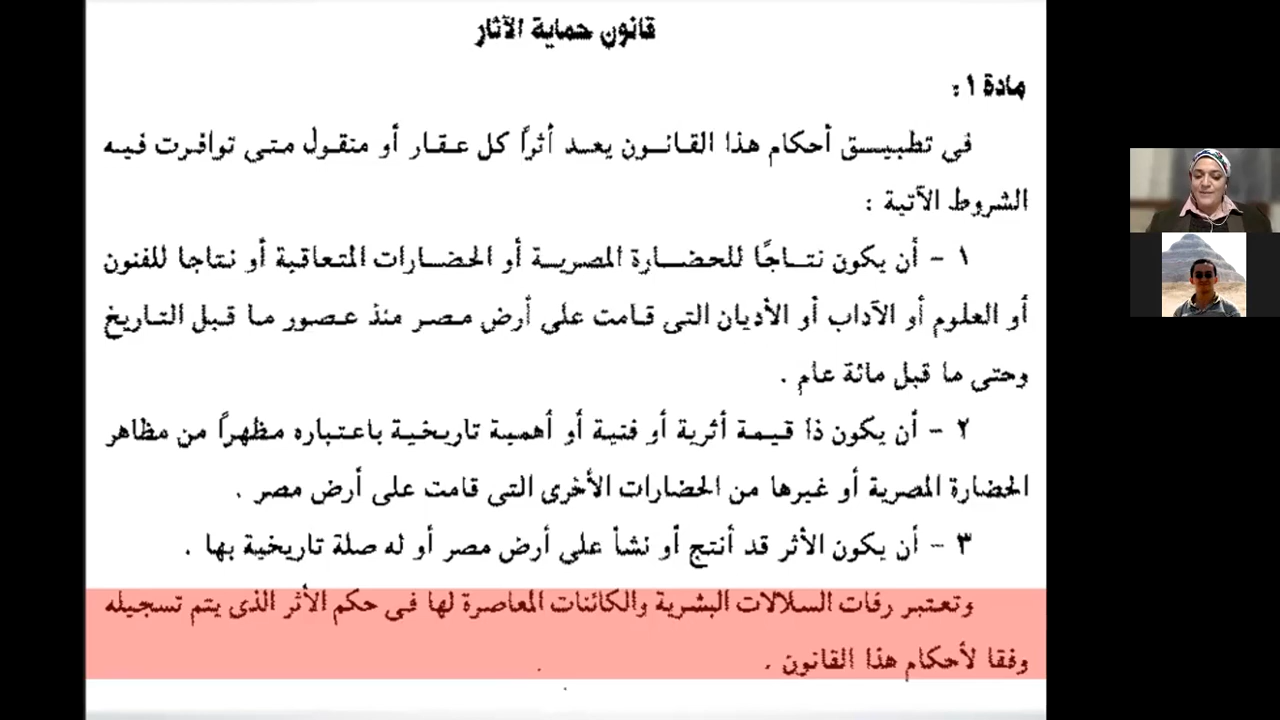 قانون حماية الآثار
مادة ١ :
في تطبيق أحكام هذا القانون يعد أثرًا كل عقار أو منقول متى توافرت فيه
الشروط الآتية :
١ - أن يكون نتاجًا للحضارة المصرية أو الحضارات المتعاقبة أو نتاجا للفنون
أو العلوم أو الآداب أو الأديان التى قامت على أرض مصر منذ عصور ما قبل التاريخ
وحتى ما قبل مائة عام .
٢ - أن يكون ذا قيمة أثرية أو فنية أو أهمية تاريخية باعتباره مظهرًا من مظاهر
الحضارة المصرية أو غيرها من الحضارات الأخرى التى قامت على أرض مصر .
٣ - أن يكون الأثر قد أنتج أو نشأ على أرض مصر أو له صلة تاريخية بها .
وتعتبر رفات السلالات البشرية والكائنات المعاصرة لها فى حكم الأثر الذى يتم تسجيله
وفقا لأحكام هذا القانون .